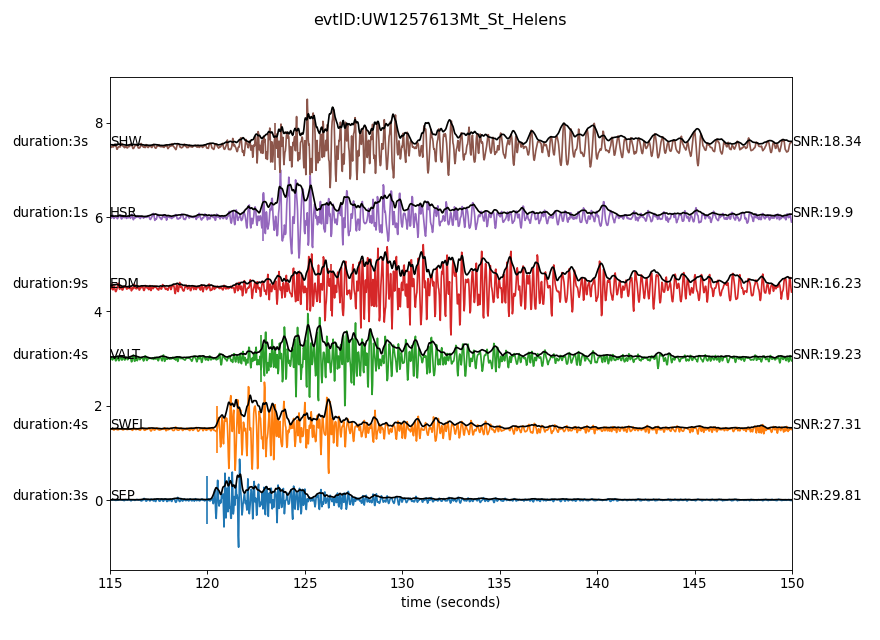 evtID:UW1257613Mt_St_Helens
8
duration:3s SHW SNR:18.34
duration:1s HSR SNR:19.9
6
duration:9s EDM SNR:16.23
4
duration:4s VALT SNR:19.23
2
duration:4s SWFL SNR:27.31
duration:3s SEP SNR:29.81
0
115 120 125 130 135 140 145 150
time (seconds)